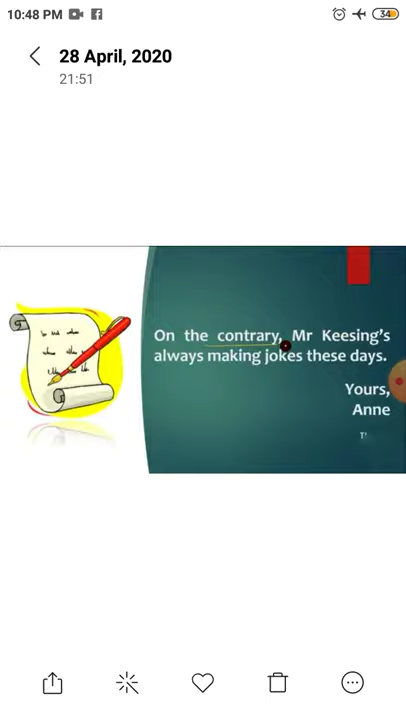 10:48 PM
34
28 April, 2020
21:51
On the contrary, Mr Keesing's
always making jokes these days.
Yours,
Anne